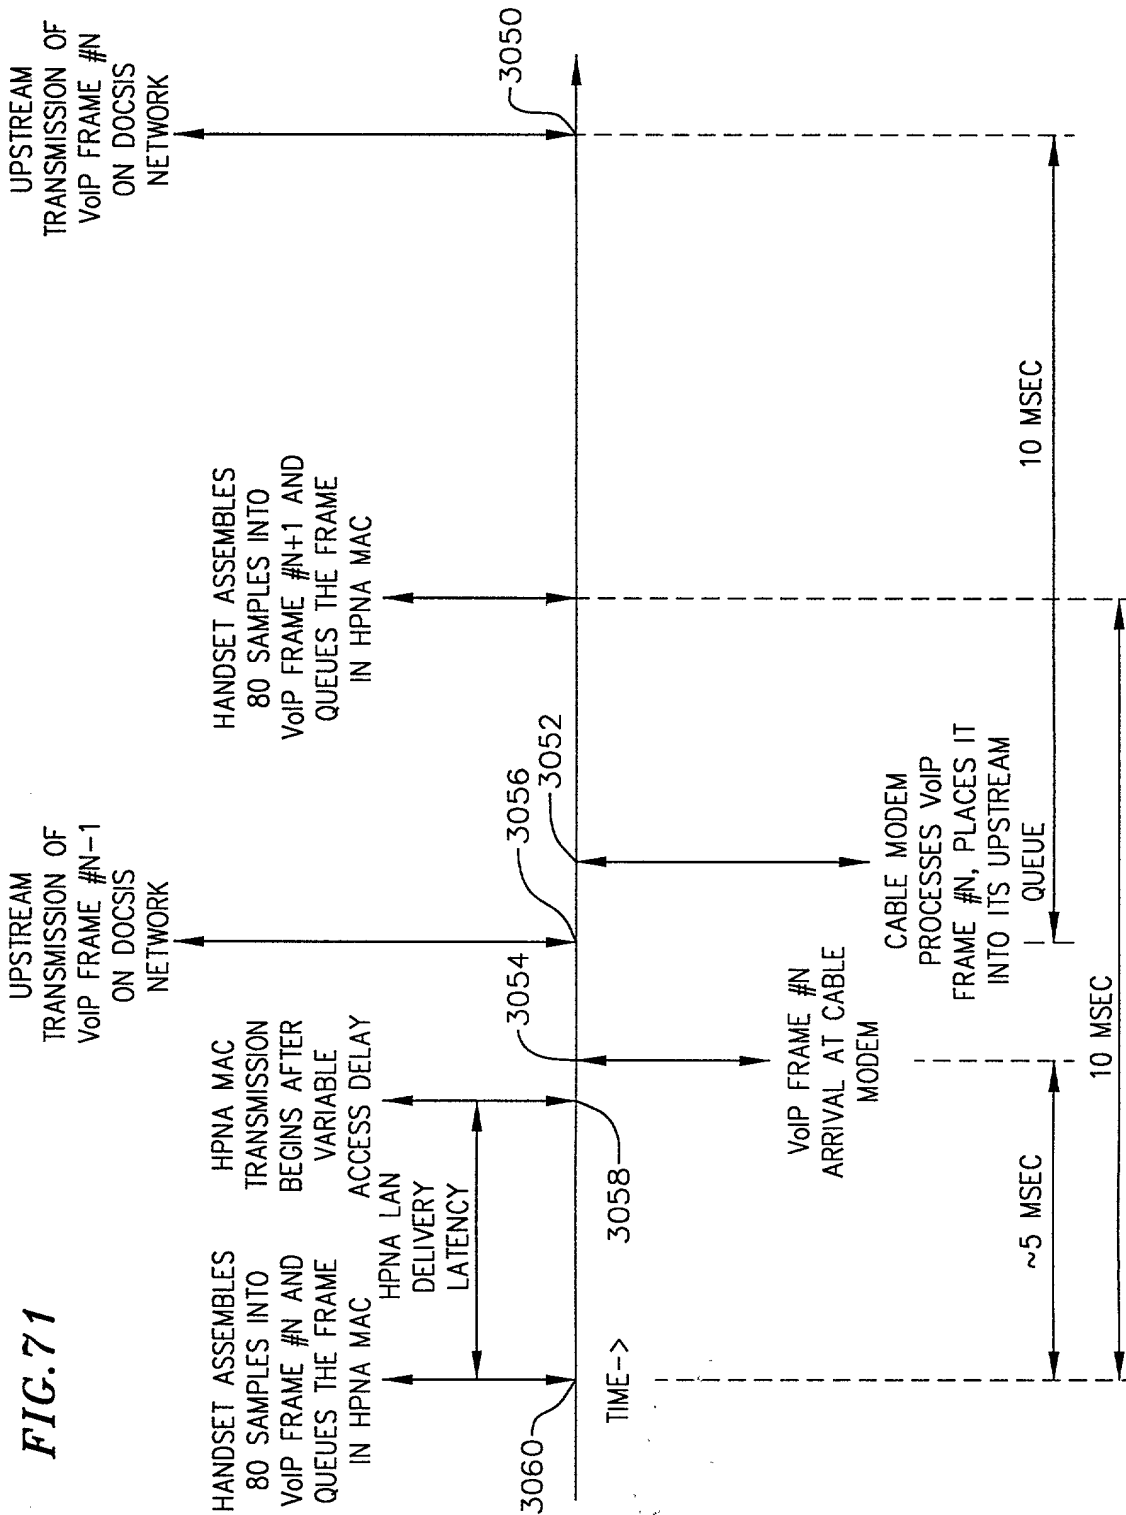 FIG.71
UPSTREAM
TRANSMISSION OF
VoIP FRAME #N-1
ON DOCSIS
NETWORK
UPSTREAM
TRANSMISSION OF
VoIP FRAME #N
ON DOCSIS
NETWORK
HANDSET ASSEMBLES
80 SAMPLES INTO
VoIP FRAME #N AND
QUEUES THE FRAME
IN HPNA MAC
HPNA MAC
TRANSMISSION
BEGINS AFTER
VARIABLE
ACCESS DELAY
HANDSET ASSEMBLES
80 SAMPLES INTO
VoIP FRAME #N+1 AND
QUEUES THE FRAME
IN HPNA MAC
HPNA LAN
DELIVERY
LATENCY
3060
3054
3056
3052
3050
TIME->
3058
VoIP FRAME #N
ARRIVAL AT CABLE
MODEM
CABLE MODEM
PROCESSES VoIP
FRAME #N, PLACES IT
INTO ITS UPSTREAM
QUEUE
~5 MSEC
10 MSEC
10 MSEC